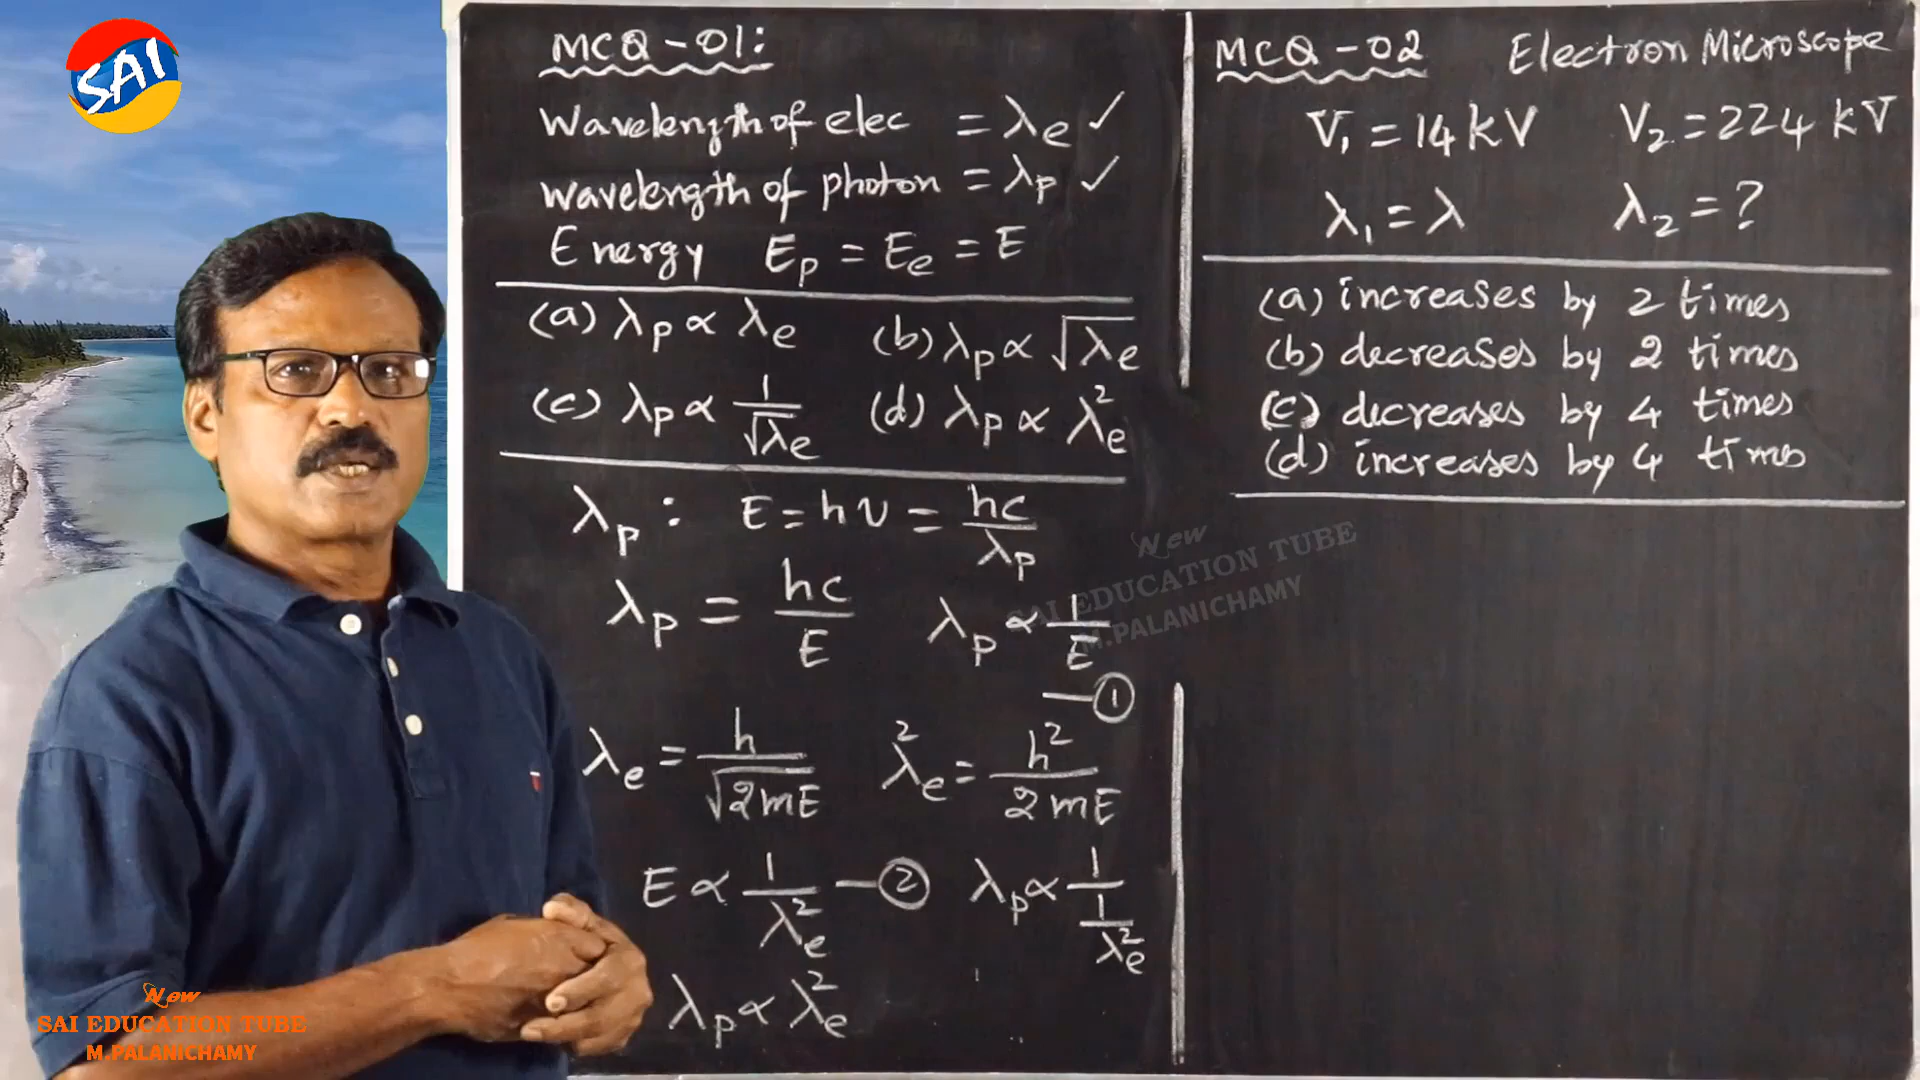 SAI
MCQ-01:
Wavelength of elec = λe ✓
wavelength of photon = λp ✓
Energy Ep = Ee = E
(a) λp ∝ λe (b) λp ∝ √λe
(c) λp ∝ 1/√λe (d) λp ∝ λe²
λp : E = hν = hc/λp
λp = hc/E λp ∝ 1/E
—①
λe = h/√2mE λe² = h²/2mE
E ∝ 1/λe² —② λp ∝ 1/(1/λe²)
λp ∝ λe²
MCQ-02 Electron Microscope
V₁ = 14 kV V₂ = 224 kV
λ₁ = λ λ₂ = ?
(a) increases by 2 times
(b) decreases by 2 times
(c) decreases by 4 times
(d) increases by 4 times
New
SAI EDUCATION TUBE
M.PALANICHAMY
New
SAI EDUCATION TUBE
M.PALANICHAMY